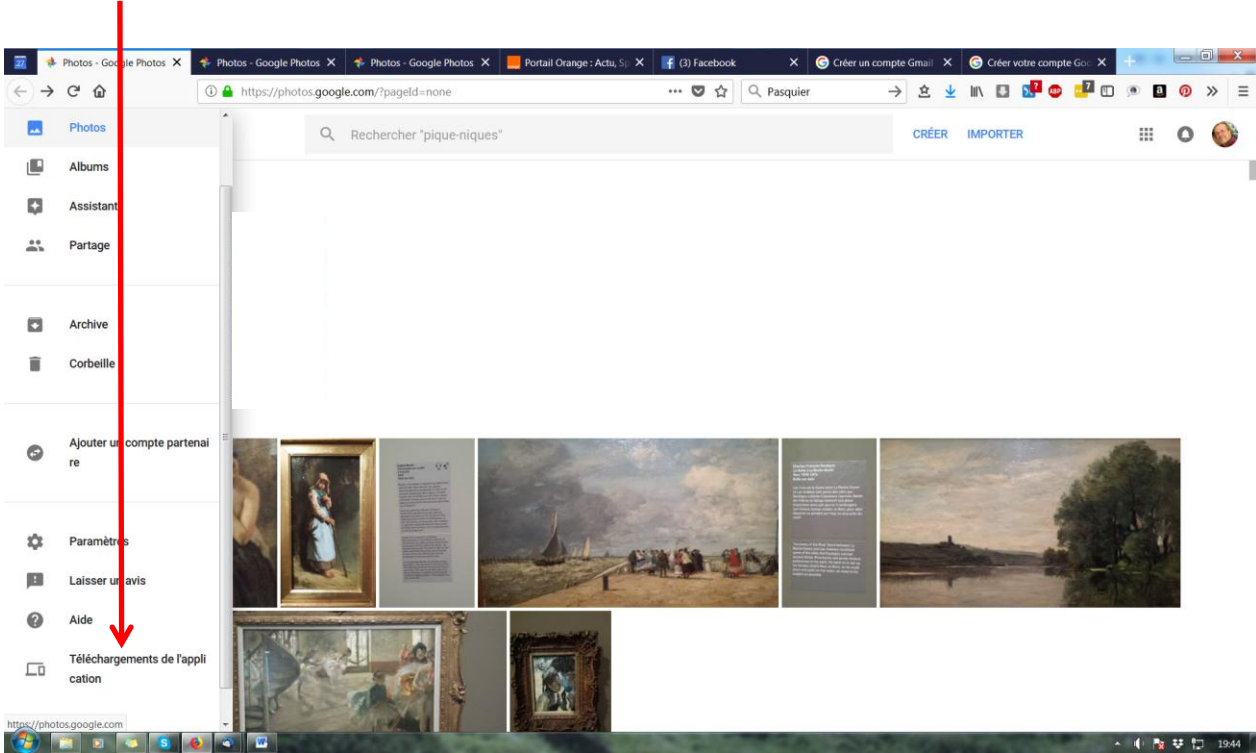 27
Photos - Google Photos
Photos - Google Photos
Photos - Google Photos
Portail Orange : Actu, Sp
(3) Facebook
Créer un compte Gmail
Créer votre compte Goo
https://photos.google.com/?pageId=none
Pasquier
ABP
7
Photos
Rechercher "pique-niques"
CRÉER
IMPORTER
Albums
Assistant
Partage
Archive
Corbeille
Ajouter un compte partenai
re
Paramètres
Laisser un avis
Aide
Téléchargements de l'appli
cation
https://photos.google.com
19:44